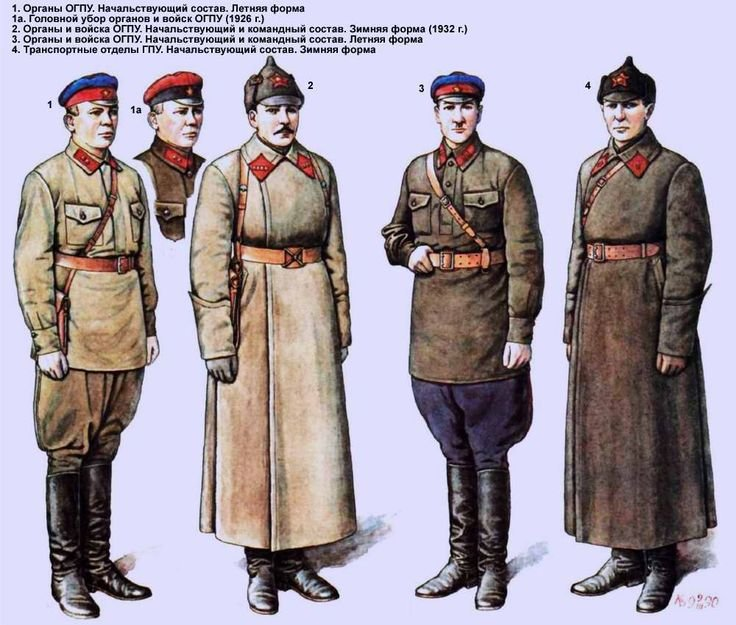 1. Органы ОГПУ. Начальствующий состав. Летняя форма
1а. Головной убор органов и войск ОГПУ (1926 г.)
2. Органы и войска ОГПУ. Начальствующий и командный состав. Зимняя форма (1932 г.)
3. Органы и войска ОГПУ. Начальствующий и командный состав. Летняя форма
4. Транспортные отделы ГПУ. Начальствующий состав. Зимняя форма
1 1а 2 3 4